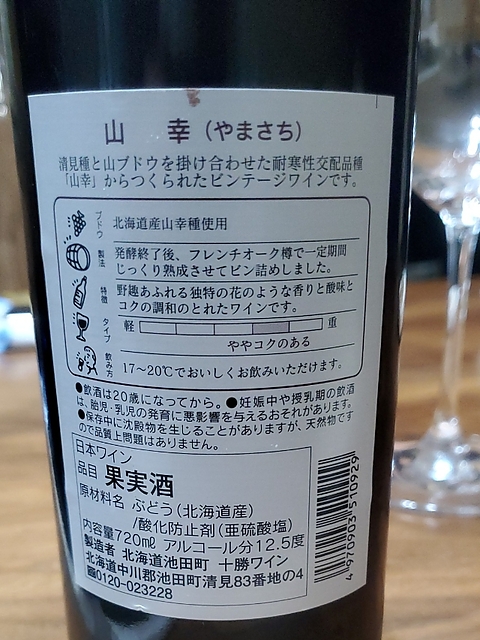 山 幸（やまさち）
清見種と山ブドウを掛け合わせた耐寒性交配品種
「山幸」からつくられたビンテージワインです。
ブドウ 北海道産山幸種使用
製法 発酵終了後、フレンチオーク樽で一定期間
じっくり熟成させてビン詰めしました。
特徴 野趣あふれる独特の花のような香りと酸味と
コクの調和のとれたワインです。
タイプ 軽 重
ややコクのある
飲み方 17～20℃でおいしくお飲みいただけます。
●飲酒は20歳になってから。●妊娠中や授乳期の飲酒
は、胎児・乳児の発育に悪影響を与えるおそれがあります。
●保存中に沈殿物を生じることがありますが、天然物です
ので品質上問題はありません。
日本ワイン
品目 果実酒
原材料名 ぶどう（北海道産）
/酸化防止剤（亜硫酸塩）
内容量720㎖ アルコール分12.5度
製造者 北海道池田町 十勝ワイン
北海道中川郡池田町清見83番地の4
0120-023228
4 970903 510929